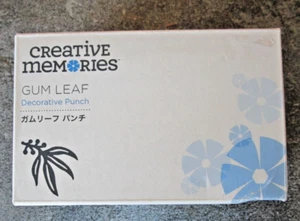 CREATIVE
MEMORIES
GUM LEAF
Decorative Punch
ガムリーフ パンチ